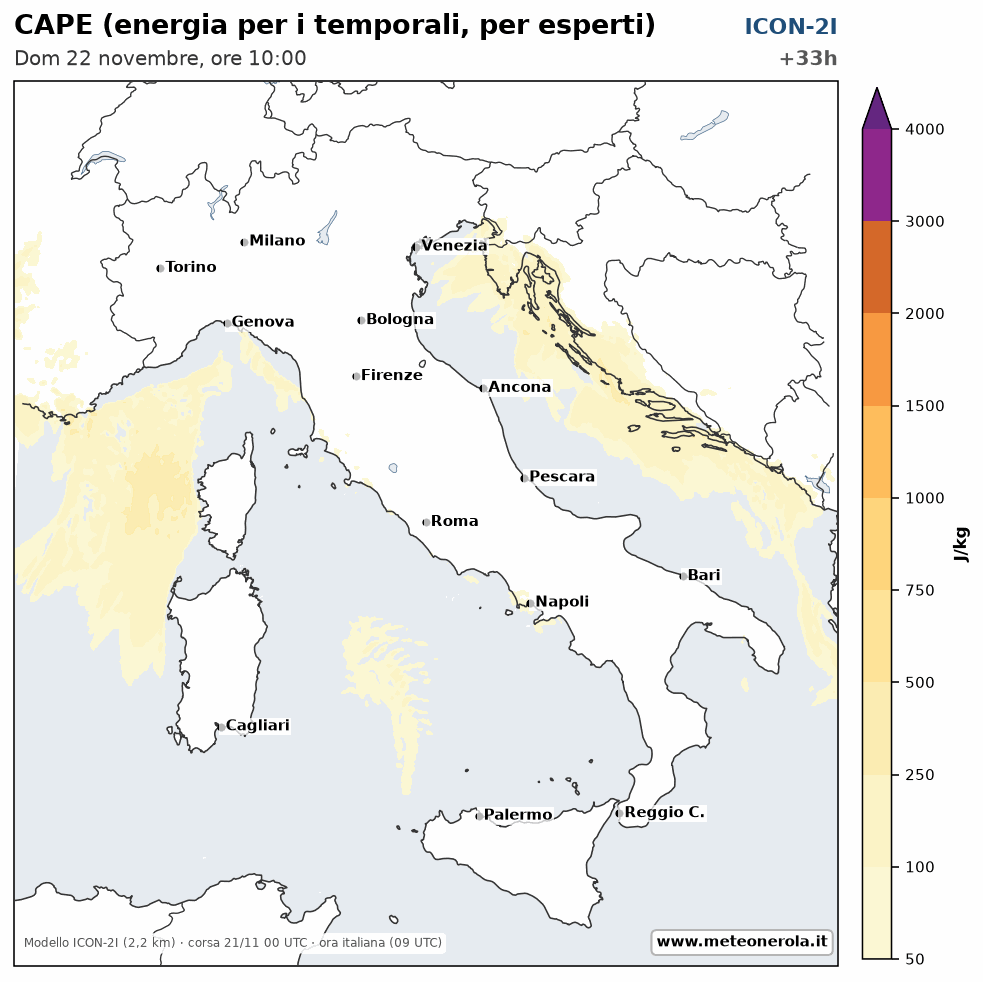 CAPE (energia per i temporali, per esperti)
ICON-2I
Dom 22 novembre, ore 10:00
+33h
4000
3000
2000
1500
1000
750
500
250
100
50
J/kg
Milano
Venezia
Torino
Genova
Bologna
Firenze
Ancona
Pescara
Roma
Bari
Napoli
Cagliari
Palermo
Reggio C.
Modello ICON-2I (2,2 km) · corsa 21/11 00 UTC · ora italiana (09 UTC)
www.meteonerola.it